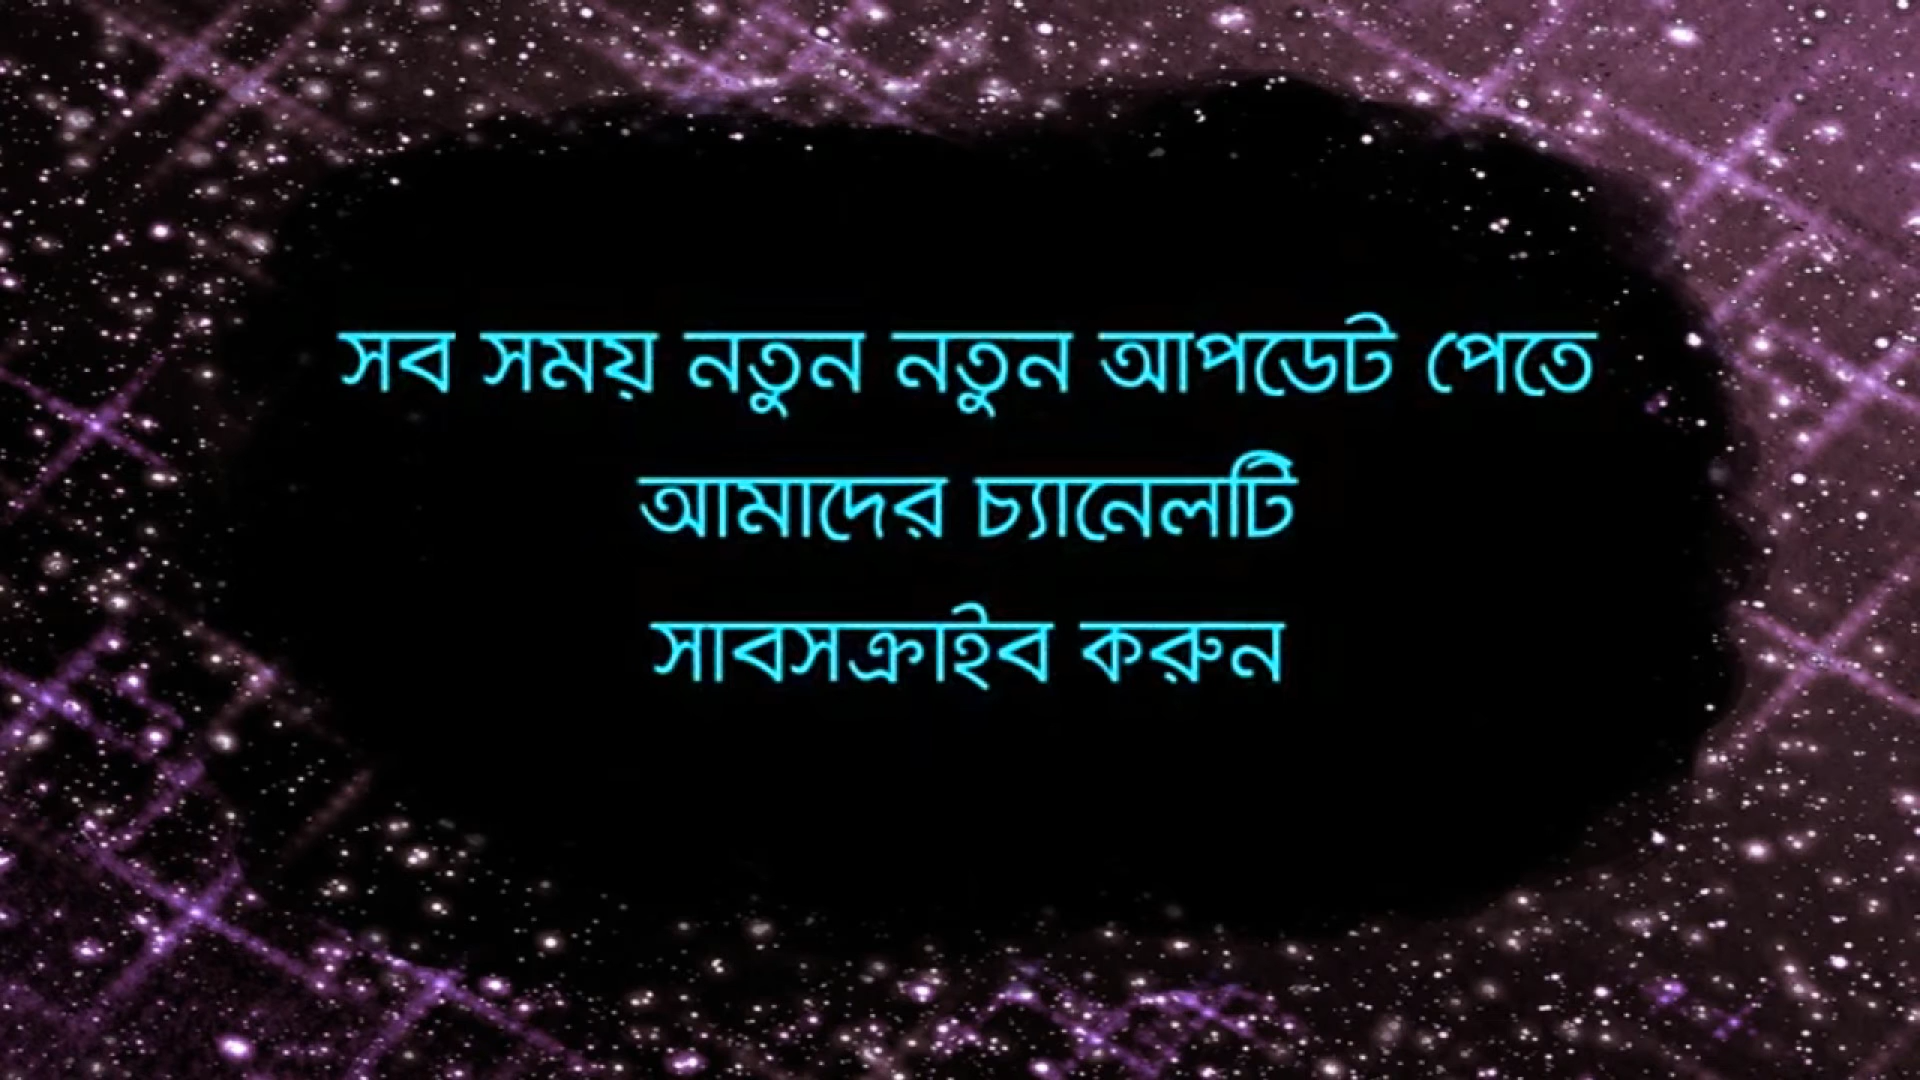 সব সময় নতুন নতুন আপডেট পেতে
আমাদের চ্যানেলটি
সাবসক্রাইব করুন